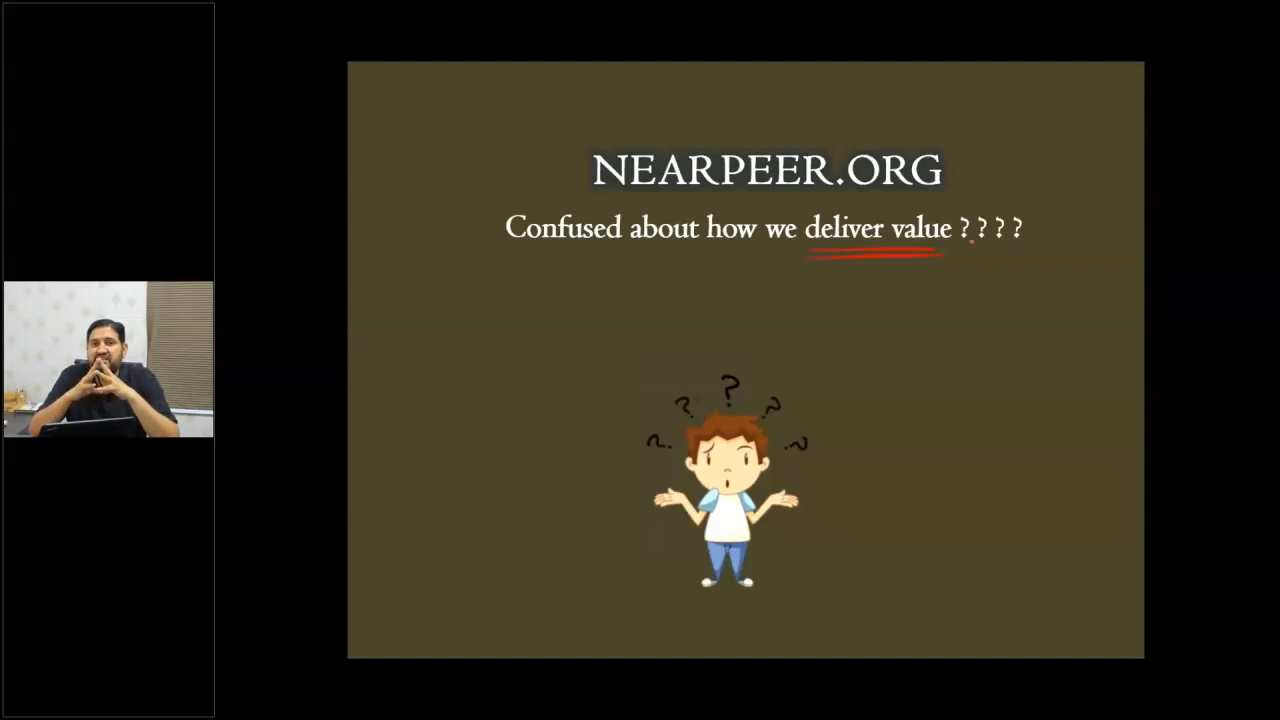 NEARPEER.ORG
Confused about how we deliver value ? ? ? ?
? ? ? ? ?